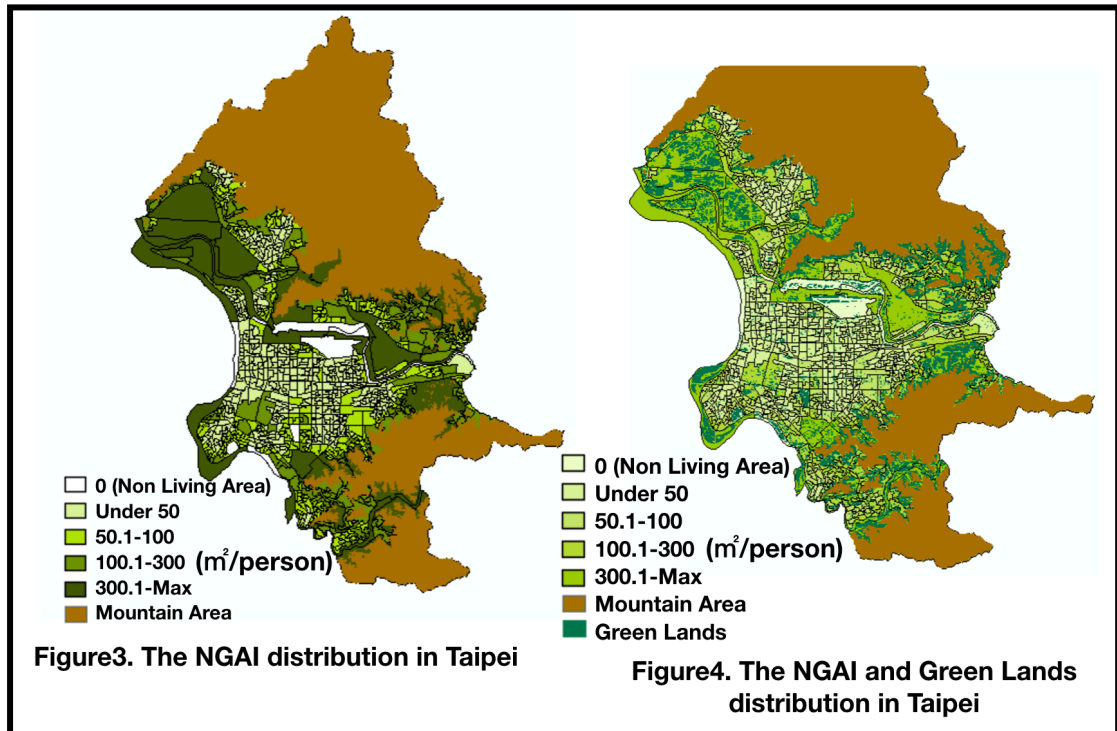 0 (Non Living Area)
Under 50
50.1-100
100.1-300 (m²/person)
300.1-Max
Mountain Area
Figure3. The NGAI distribution in Taipei
0 (Non Living Area)
Under 50
50.1-100
100.1-300 (m²/person)
300.1-Max
Mountain Area
Green Lands
Figure4. The NGAI and Green Lands
distribution in Taipei